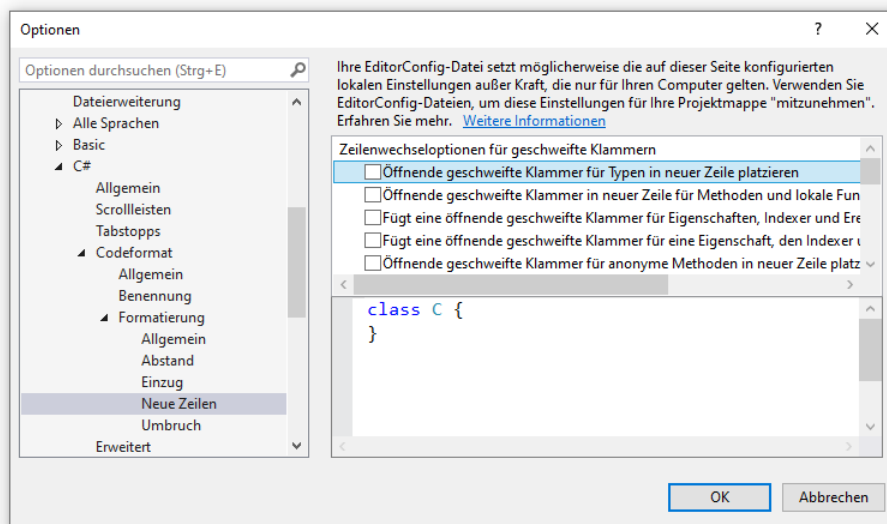 Optionen
?
Optionen durchsuchen (Strg+E)
Dateierweiterung
Alle Sprachen
Basic
C#
Allgemein
Scrollleisten
Tabstopps
Codeformat
Allgemein
Benennung
Formatierung
Allgemein
Abstand
Einzug
Neue Zeilen
Umbruch
Erweitert
Ihre EditorConfig-Datei setzt möglicherweise die auf dieser Seite konfigurierten
lokalen Einstellungen außer Kraft, die nur für Ihren Computer gelten. Verwenden Sie
EditorConfig-Dateien, um diese Einstellungen für Ihre Projektmappe "mitzunehmen".
Erfahren Sie mehr. Weitere Informationen
Zeilenwechseloptionen für geschweifte Klammern
Öffnende geschweifte Klammer für Typen in neuer Zeile platzieren
Öffnende geschweifte Klammer in neuer Zeile für Methoden und lokale Fun
Fügt eine öffnende geschweifte Klammer für Eigenschaften, Indexer und Ere
Fügt eine öffnende geschweifte Klammer für eine Eigenschaft, den Indexer
Öffnende geschweifte Klammer für anonyme Methoden in neuer Zeile platz
class C {
}
OK
Abbrechen